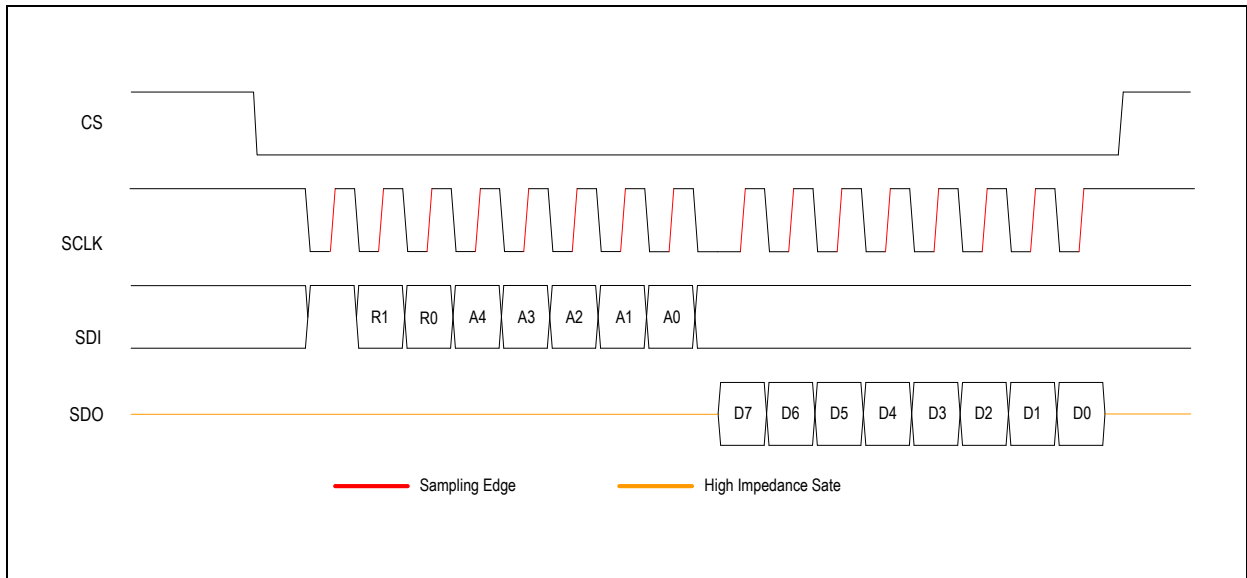 CS
SCLK
SDI
R1 R0 A4 A3 A2 A1 A0
SDO
D7 D6 D5 D4 D3 D2 D1 D0
Sampling Edge
High Impedance Sate